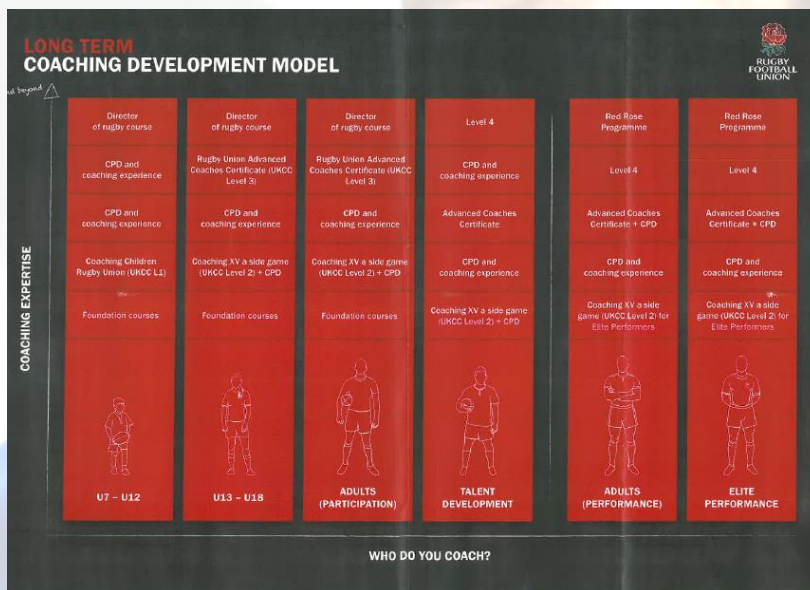 LONG TERM
COACHING DEVELOPMENT MODEL
RUGBY
FOOTBALL
UNION
beyond
COACHING EXPERTISE
Director
of rugby course
CPD and
coaching experience
CPD and
coaching experience
Coaching Children
Rugby Union (UKCC L1)
Foundation courses
U7 – U12
Director
of rugby course
Rugby Union Advanced
Coaches Certificate (UKCC
Level 3)
CPD and
coaching experience
Coaching XV a side game
(UKCC Level 2) + CPD
Foundation courses
U13 – U18
Director
of rugby course
Rugby Union Advanced
Coaches Certificate (UKCC
Level 3)
CPD and
coaching experience
Coaching XV a side game
(UKCC Level 2) + CPD
Foundation courses
ADULTS
(PARTICIPATION)
Level 4
CPD and
coaching experience
Advanced Coaches
Certificate
CPD and
coaching experience
Coaching XV a side game
(UKCC Level 2) + CPD
TALENT
DEVELOPMENT
Red Rose
Programme
Level 4
Advanced Coaches
Certificate + CPD
CPD and
coaching experience
Coaching XV a side
game (UKCC Level 2) for
Elite Performers
ADULTS
(PERFORMANCE)
Red Rose
Programme
Level 4
Advanced Coaches
Certificate + CPD
CPD and
coaching experience
Coaching XV a side
game (UKCC Level 2) for
Elite Performers
ELITE
PERFORMANCE
WHO DO YOU COACH?